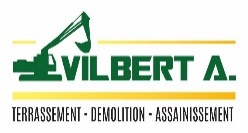 VILBERT A.
TERRASSEMENT - DEMOLITION - ASSAINISSEMENT